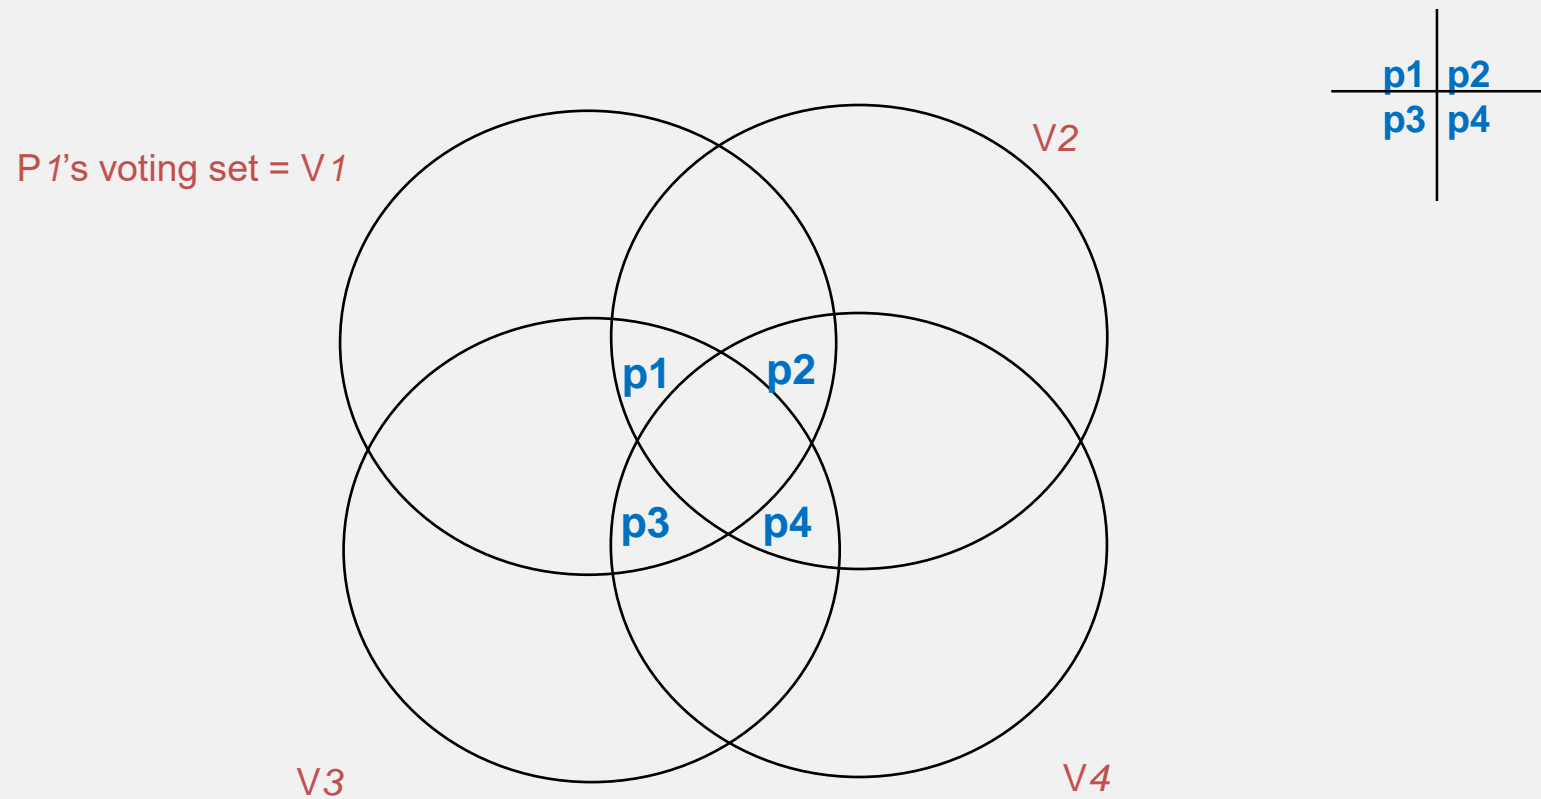 p1 p2
p3 p4
V2
P1's voting set = V1
p1 p2
p3 p4
V3
V4